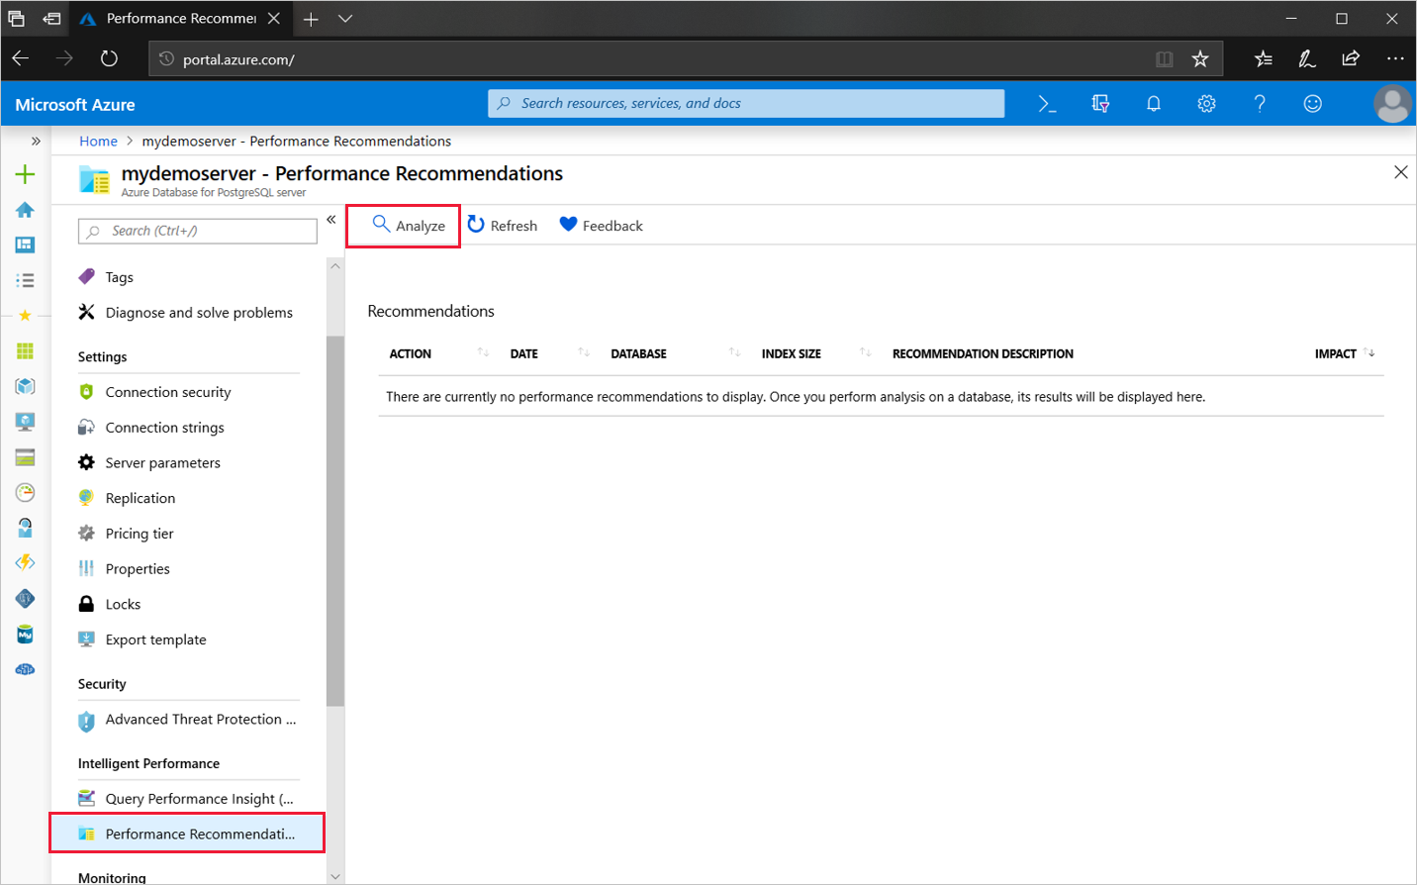 Performance Recommer
portal.azure.com/
Microsoft Azure
Search resources, services, and docs
Home > mydemoserver - Performance Recommendations
mydemoserver - Performance Recommendations
Azure Database for PostgreSQL server
Search (Ctrl+/)
Analyze
Refresh
Feedback
Tags
Diagnose and solve problems
Settings
Connection security
Connection strings
Server parameters
Replication
Pricing tier
Properties
Locks
Export template
Security
Advanced Threat Protection ...
Intelligent Performance
Query Performance Insight (...
Performance Recommendati...
Monitoring
Recommendations
ACTION DATE DATABASE INDEX SIZE RECOMMENDATION DESCRIPTION IMPACT
There are currently no performance recommendations to display. Once you perform analysis on a database, its results will be displayed here.
My